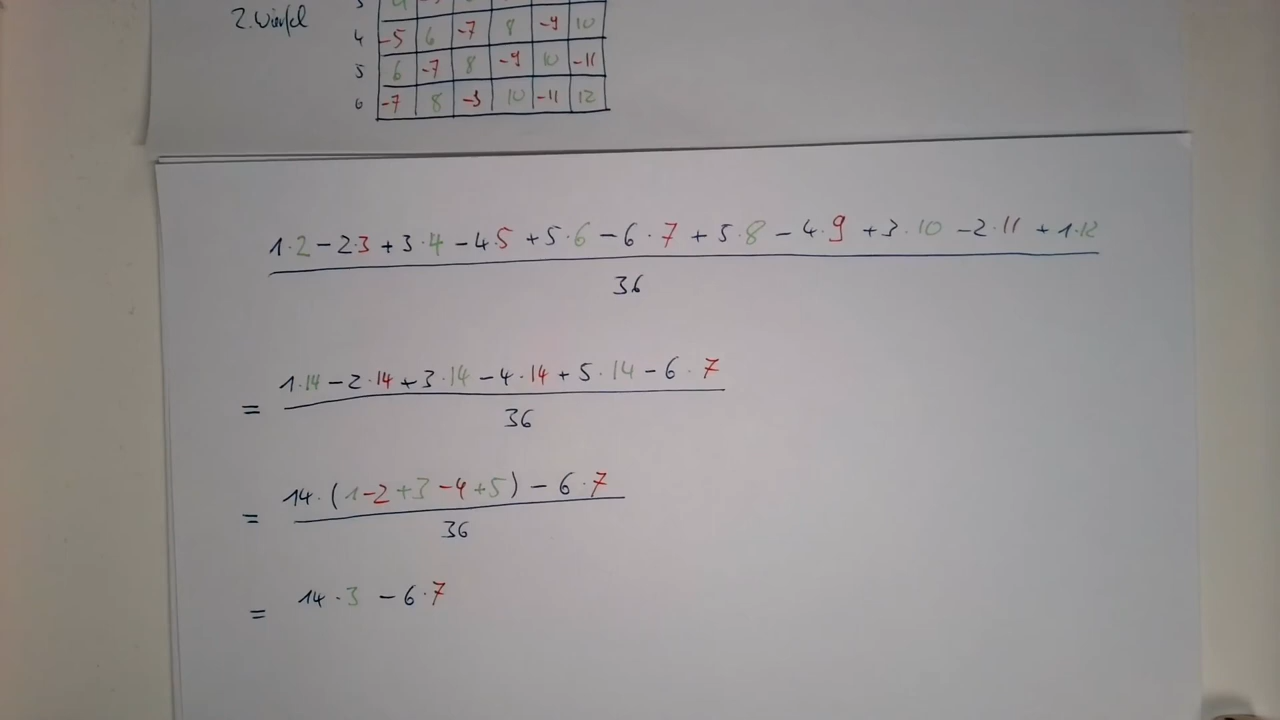 2. Würfel
4 -5 6 -7 8 -9 10
5 6 -7 8 -9 10 -11
6 -7 8 -9 10 -11 12
1·2 - 2·3 + 3·4 - 4·5 + 5·6 - 6·7 + 5·8 - 4·9 + 3·10 - 2·11 + 1·12
36
= 1·14 - 2·14 + 3·14 - 4·14 + 5·14 - 6·7
36
= 14·(1-2+3-4+5) - 6·7
36
= 14·3 - 6·7